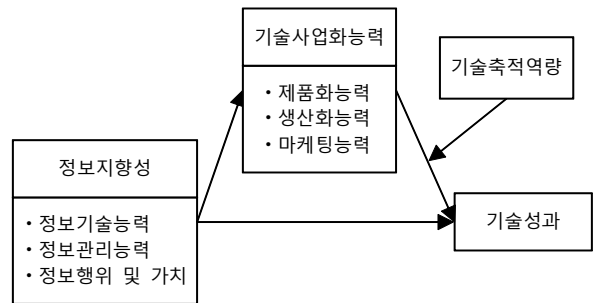 기술사업화능력
・제품화능력
・생산화능력
・마케팅능력
기술축적역량
정보지향성
・정보기술능력
・정보관리능력
・정보행위 및 가치
기술성과